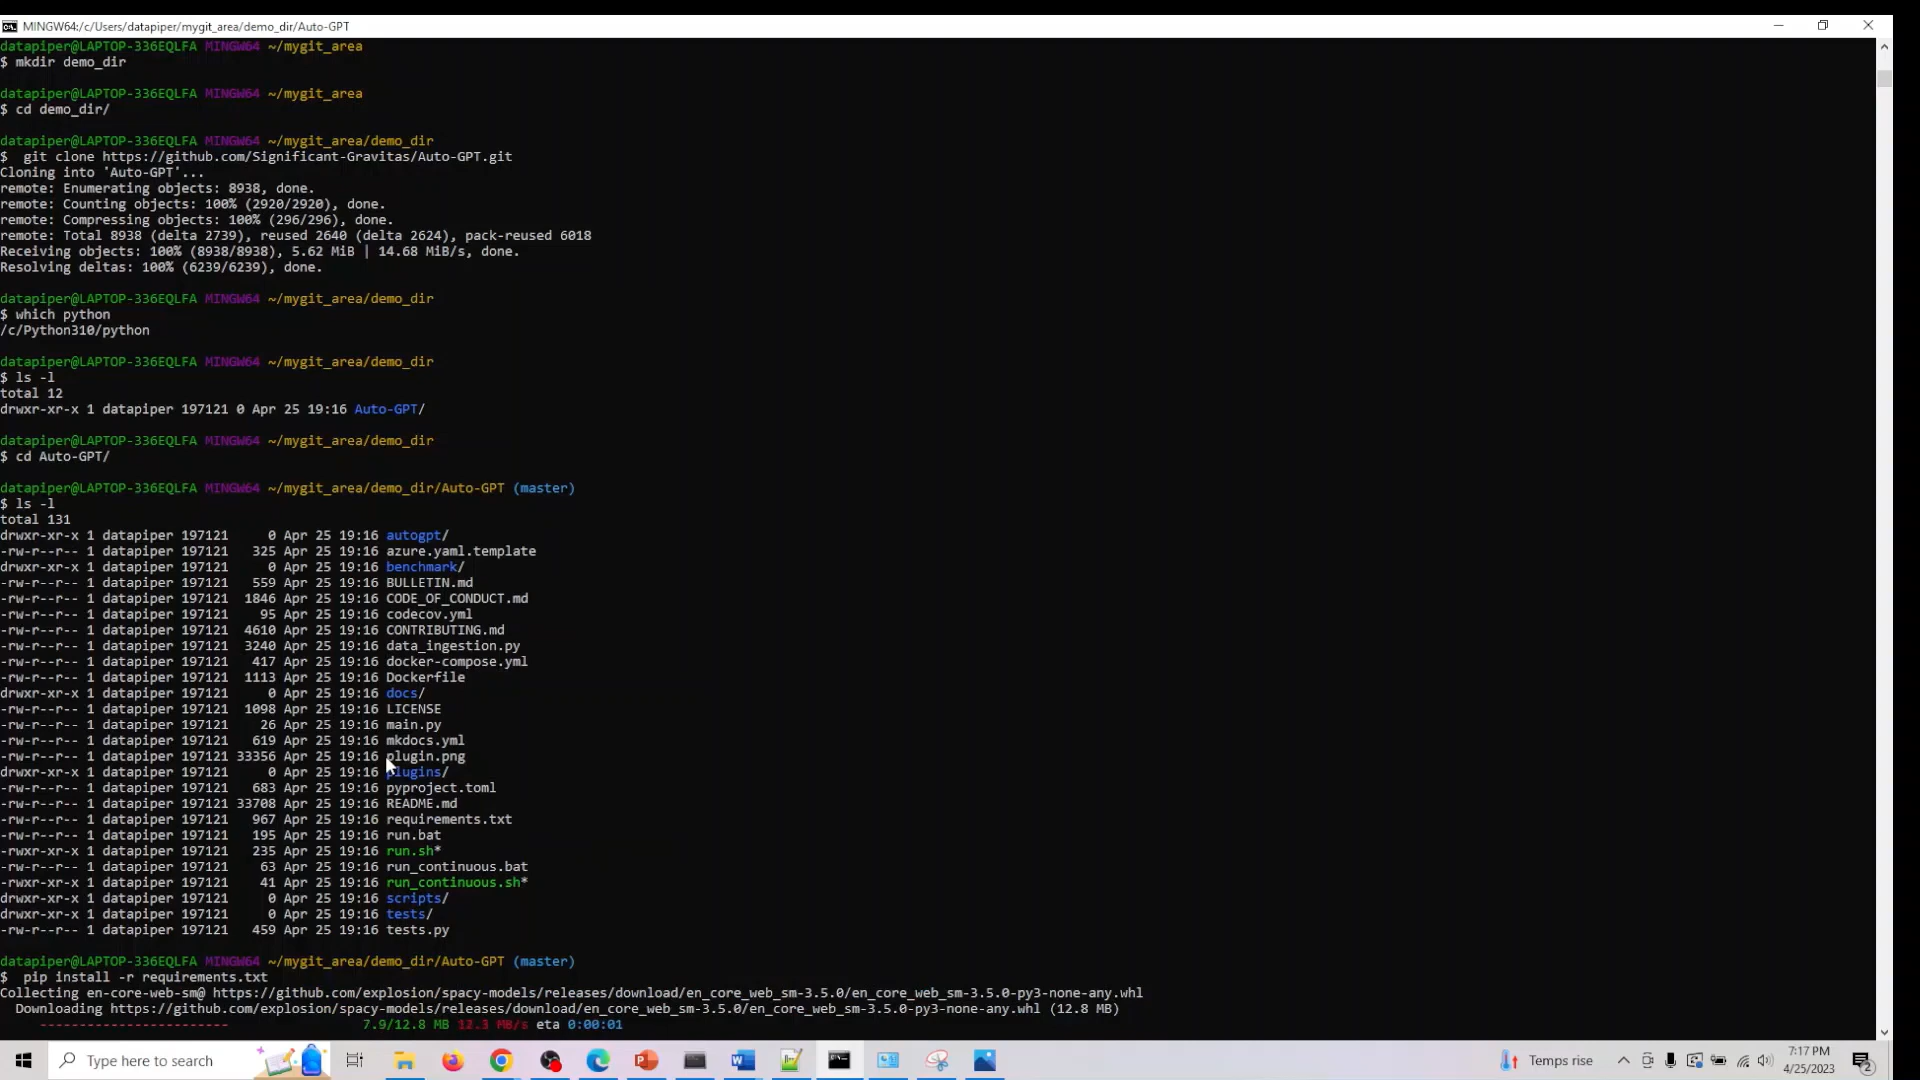 MINGW64:/c/Users/datapiper/mygit_area/demo_dir/Auto-GPT
datapiper@LAPTOP-336EQLFA MINGW64 ~/mygit_area
$ mkdir demo_dir
datapiper@LAPTOP-336EQLFA MINGW64 ~/mygit_area
$ cd demo_dir/
datapiper@LAPTOP-336EQLFA MINGW64 ~/mygit_area/demo_dir
$  git clone https://github.com/Significant-Gravitas/Auto-GPT.git
Cloning into 'Auto-GPT'...
remote: Enumerating objects: 8938, done.
remote: Counting objects: 100% (2920/2920), done.
remote: Compressing objects: 100% (296/296), done.
remote: Total 8938 (delta 2739), reused 2640 (delta 2624), pack-reused 6018
Receiving objects: 100% (8938/8938), 5.62 MiB | 14.68 MiB/s, done.
Resolving deltas: 100% (6239/6239), done.
datapiper@LAPTOP-336EQLFA MINGW64 ~/mygit_area/demo_dir
$ which python
/c/Python310/python
datapiper@LAPTOP-336EQLFA MINGW64 ~/mygit_area/demo_dir
$ ls -l
total 12
drwxr-xr-x 1 datapiper 197121 0 Apr 25 19:16 Auto-GPT/
datapiper@LAPTOP-336EQLFA MINGW64 ~/mygit_area/demo_dir
$ cd Auto-GPT/
datapiper@LAPTOP-336EQLFA MINGW64 ~/mygit_area/demo_dir/Auto-GPT (master)
$ ls -l
total 131
drwxr-xr-x 1 datapiper 197121     0 Apr 25 19:16 autogpt/
-rw-r--r-- 1 datapiper 197121   325 Apr 25 19:16 azure.yaml.template
drwxr-xr-x 1 datapiper 197121     0 Apr 25 19:16 benchmark/
-rw-r--r-- 1 datapiper 197121   559 Apr 25 19:16 BULLETIN.md
-rw-r--r-- 1 datapiper 197121  1846 Apr 25 19:16 CODE_OF_CONDUCT.md
-rw-r--r-- 1 datapiper 197121    95 Apr 25 19:16 codecov.yml
-rw-r--r-- 1 datapiper 197121  4610 Apr 25 19:16 CONTRIBUTING.md
-rw-r--r-- 1 datapiper 197121  3240 Apr 25 19:16 data_ingestion.py
-rw-r--r-- 1 datapiper 197121   417 Apr 25 19:16 docker-compose.yml
-rw-r--r-- 1 datapiper 197121  1113 Apr 25 19:16 Dockerfile
drwxr-xr-x 1 datapiper 197121     0 Apr 25 19:16 docs/
-rw-r--r-- 1 datapiper 197121  1098 Apr 25 19:16 LICENSE
-rw-r--r-- 1 datapiper 197121    26 Apr 25 19:16 main.py
-rw-r--r-- 1 datapiper 197121   619 Apr 25 19:16 mkdocs.yml
-rw-r--r-- 1 datapiper 197121 33356 Apr 25 19:16 plugin.png
drwxr-xr-x 1 datapiper 197121     0 Apr 25 19:16 plugins/
-rw-r--r-- 1 datapiper 197121   683 Apr 25 19:16 pyproject.toml
-rw-r--r-- 1 datapiper 197121 33708 Apr 25 19:16 README.md
-rw-r--r-- 1 datapiper 197121   967 Apr 25 19:16 requirements.txt
-rw-r--r-- 1 datapiper 197121   195 Apr 25 19:16 run.bat
-rwxr-xr-x 1 datapiper 197121   235 Apr 25 19:16 run.sh*
-rw-r--r-- 1 datapiper 197121    63 Apr 25 19:16 run_continuous.bat
-rwxr-xr-x 1 datapiper 197121    41 Apr 25 19:16 run_continuous.sh*
drwxr-xr-x 1 datapiper 197121     0 Apr 25 19:16 scripts/
drwxr-xr-x 1 datapiper 197121     0 Apr 25 19:16 tests/
-rw-r--r-- 1 datapiper 197121   459 Apr 25 19:16 tests.py
datapiper@LAPTOP-336EQLFA MINGW64 ~/mygit_area/demo_dir/Auto-GPT (master)
$  pip install -r requirements.txt
Collecting en-core-web-sm@ https://github.com/explosion/spacy-models/releases/download/en_core_web_sm-3.5.0/en_core_web_sm-3.5.0-py3-none-any.whl
  Downloading https://github.com/explosion/spacy-models/releases/download/en_core_web_sm-3.5.0/en_core_web_sm-3.5.0-py3-none-any.whl (12.8 MB)
     ------------------------ 7.9/12.8 MB 12.3 MB/s eta 0:00:01
Type here to search
Temps rise
7:17 PM
4/25/2023
2